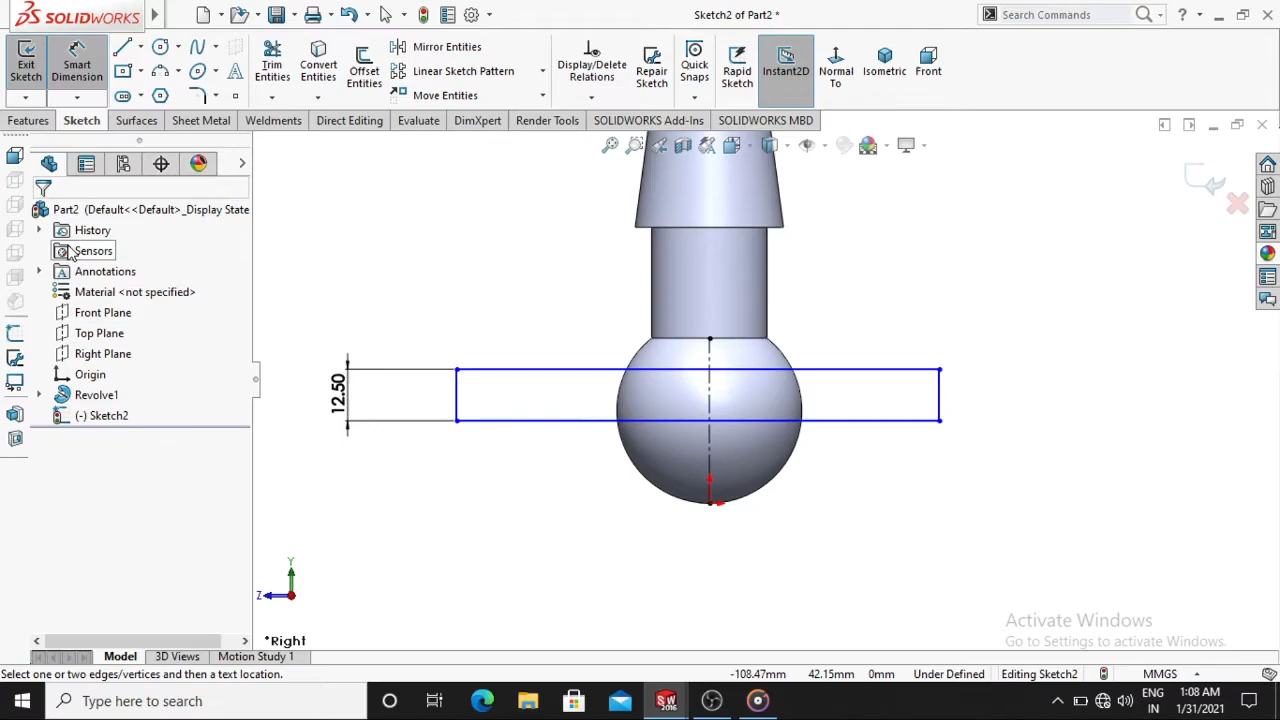 3S SOLIDWORKS
Sketch2 of Part2 *
Search Commands
?
Exit Sketch
Smart Dimension
Trim Entities
Convert Entities
Offset Entities
Mirror Entities
Linear Sketch Pattern
Move Entities
Display/Delete Relations
Repair Sketch
Quick Snaps
Rapid Sketch
Instant2D
Normal To
Isometric
Front
Features
Sketch
Surfaces
Sheet Metal
Weldments
Direct Editing
Evaluate
DimXpert
Render Tools
SOLIDWORKS Add-Ins
SOLIDWORKS MBD
Part2 (Default<<Default>_Display State
History
Sensors
Annotations
Material <not specified>
Front Plane
Top Plane
Right Plane
Origin
Revolve1
(-) Sketch2
12.50
Y
Z
*Right
Activate Windows
Go to Settings to activate Windows.
Model
3D Views
Motion Study 1
Select one or two edges/vertices and then a text location.
-108.47mm
42.15mm
0mm
Under Defined
Editing Sketch2
MMGS
Type here to search
SW
2016
ENG
IN
1:08 AM
1/31/2021